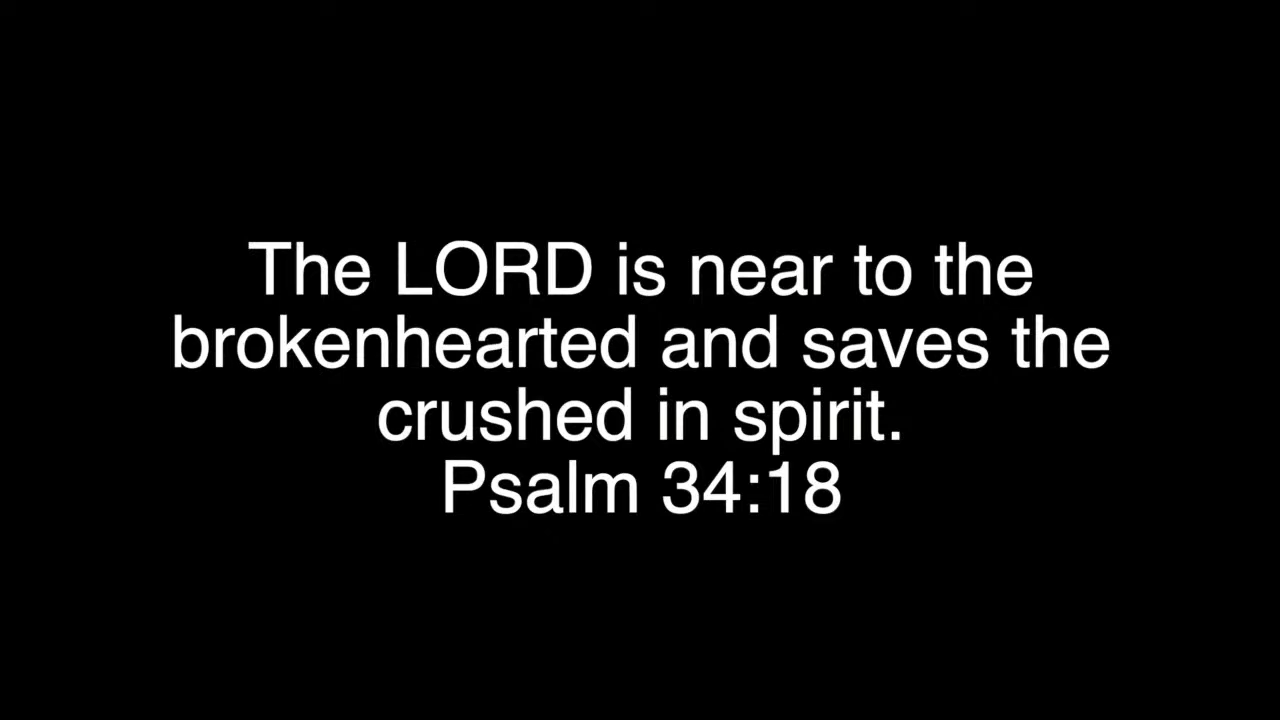 The LORD is near to the
brokenhearted and saves the
crushed in spirit.
Psalm 34:18